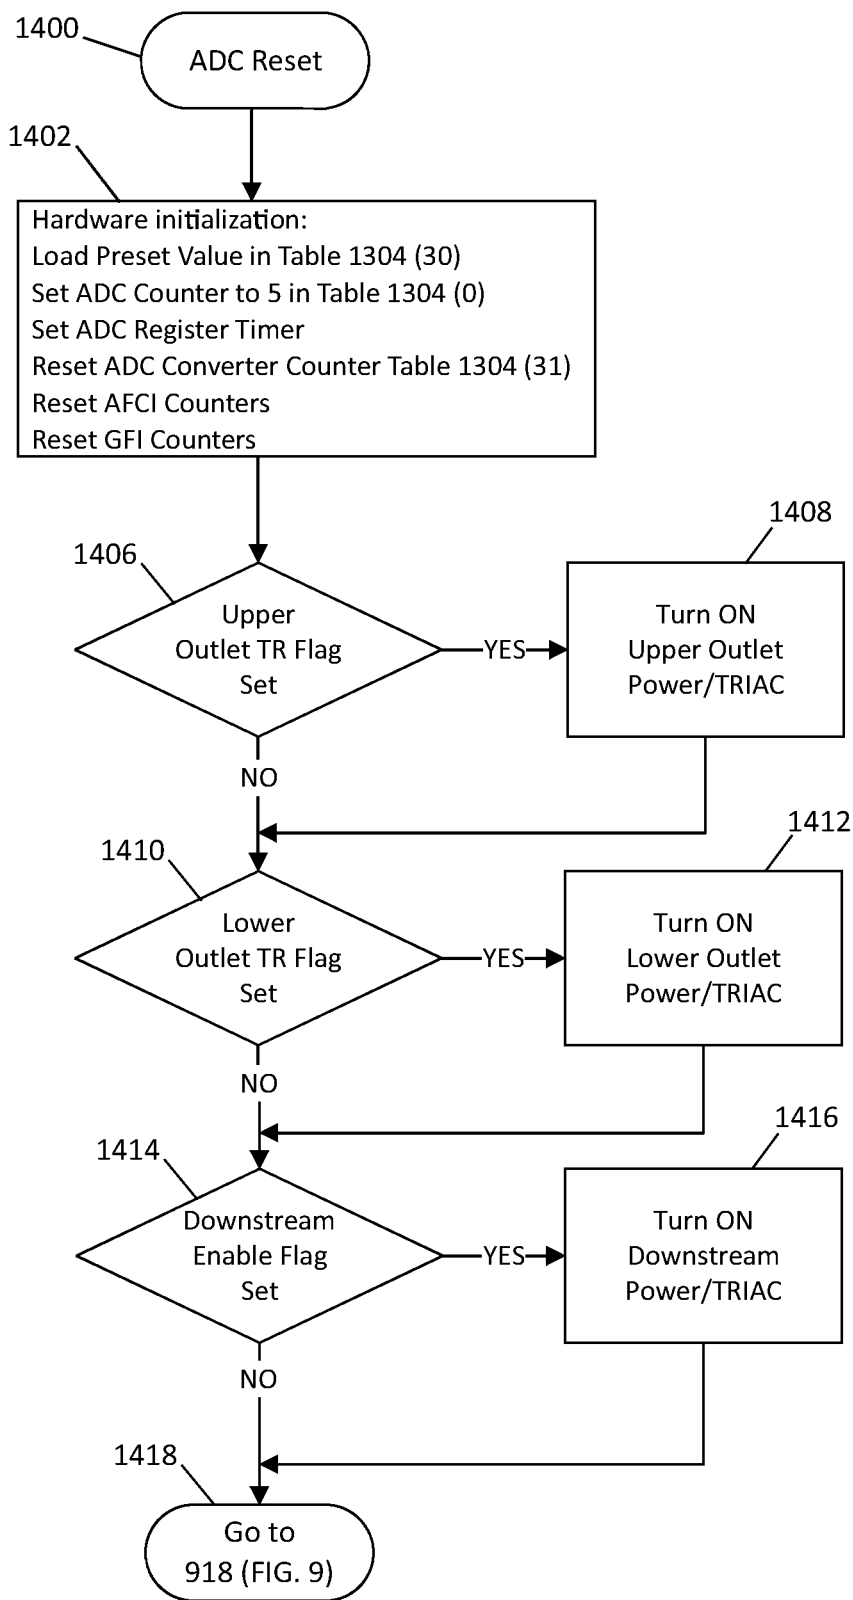 1400
ADC Reset
1402
Hardware initialization:
Load Preset Value in Table 1304 (30)
Set ADC Counter to 5 in Table 1304 (0)
Set ADC Register Timer
Reset ADC Converter Counter Table 1304 (31)
Reset AFCI Counters
Reset GFI Counters
1406
Upper
Outlet TR Flag
Set
YES
1408
Turn ON
Upper Outlet
Power/TRIAC
NO
1410
Lower
Outlet TR Flag
Set
YES
1412
Turn ON
Lower Outlet
Power/TRIAC
NO
1414
Downstream
Enable Flag
Set
YES
1416
Turn ON
Downstream
Power/TRIAC
NO
1418
Go to
918 (FIG. 9)